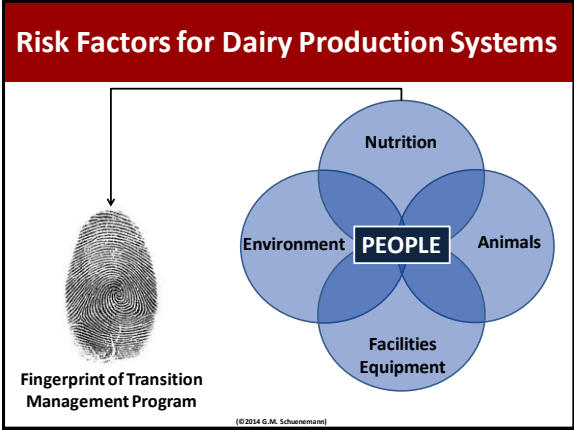 Risk Factors for Dairy Production Systems
Nutrition
Environment
PEOPLE
Animals
Facilities
Equipment
Fingerprint of Transition
Management Program
(©2014 G.M. Schuenemann)